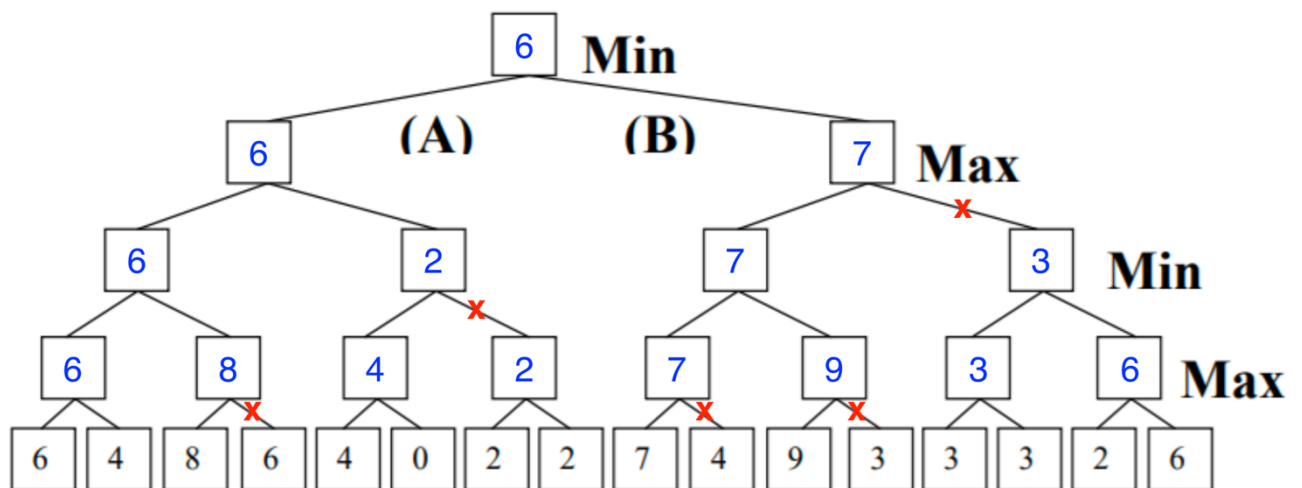 6 Min
(A) (B)
6 7 Max
x
6 2 7 3 Min
x
6 8 4 2 7 9 3 6 Max
x x x
6 4 8 6 4 0 2 2 7 4 9 3 3 3 2 6